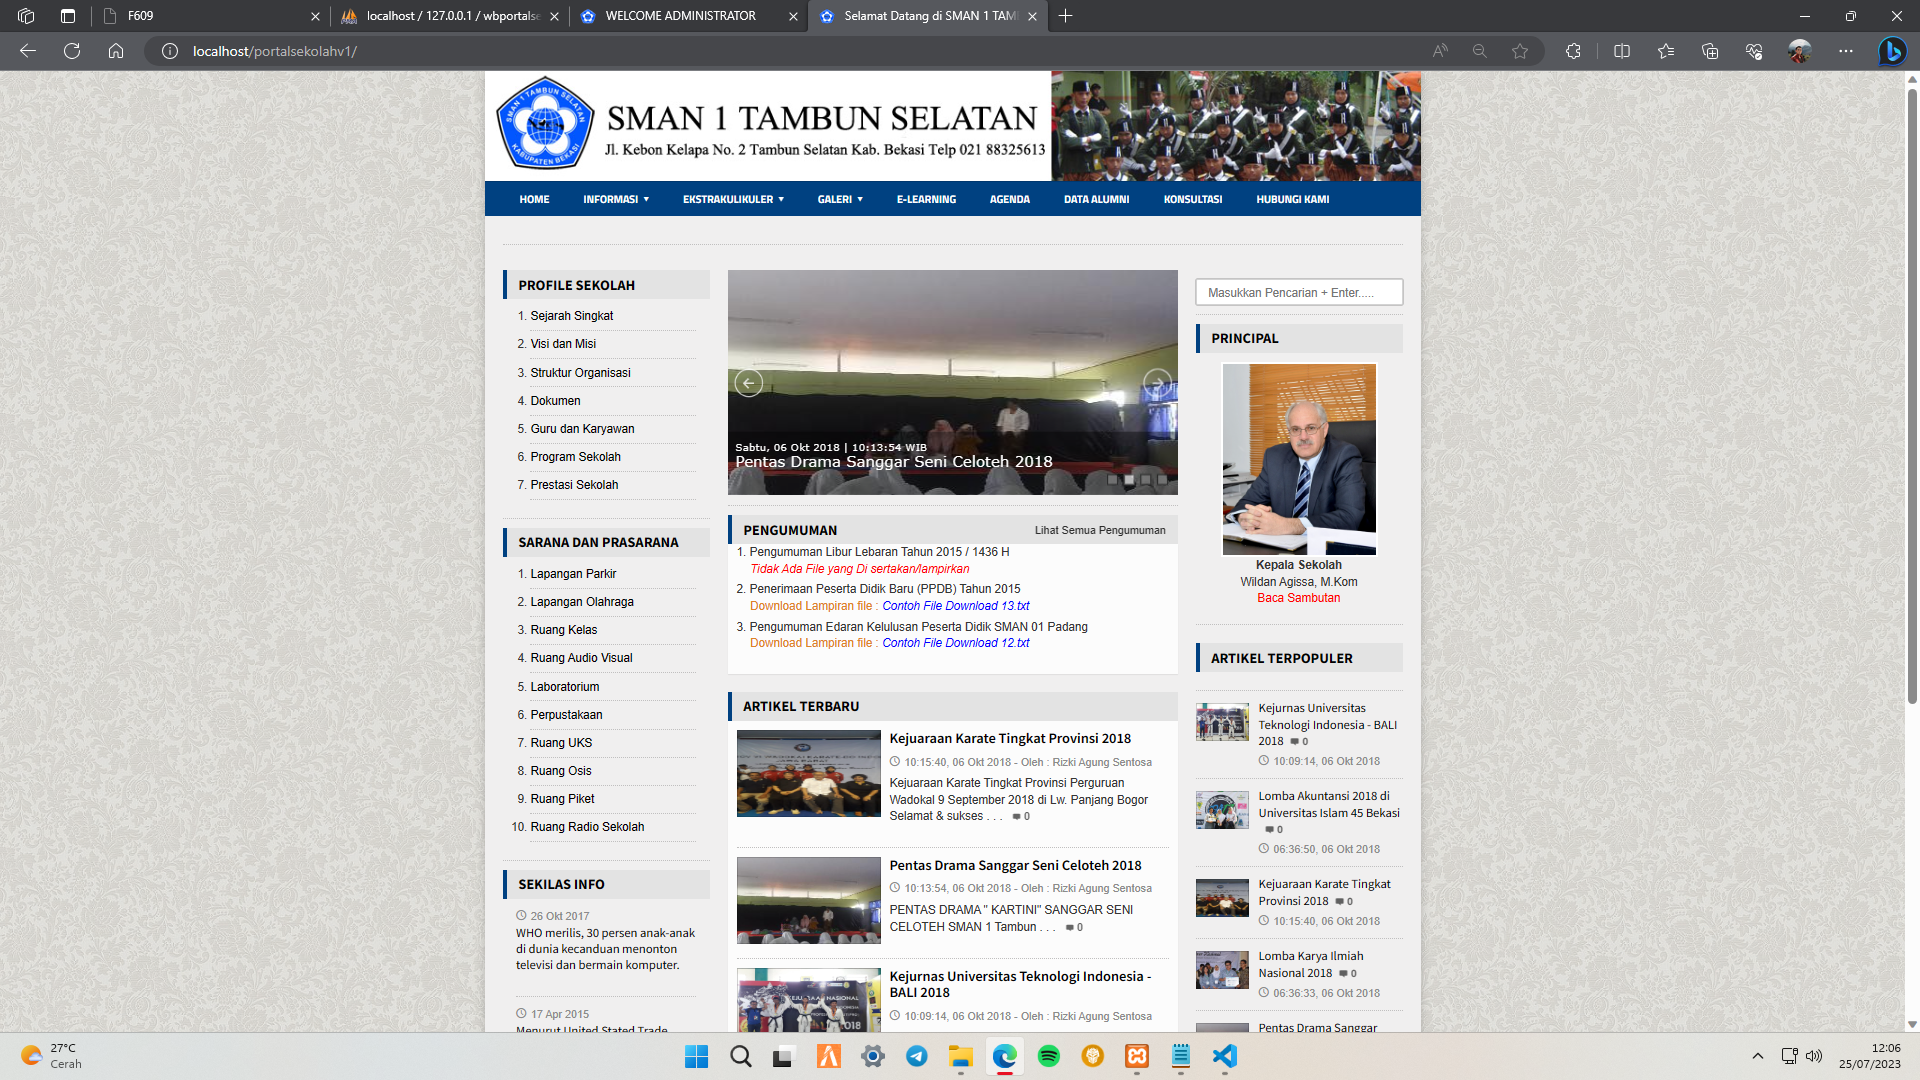 F609
localhost / 127.0.0.1 / wbportalse
WELCOME ADMINISTRATOR
Selamat Datang di SMAN 1 TAM
localhost/portalsekolahv1/
SMAN 1 TAMBUN SELATAN
KABUPATEN BEKASI
SMAN 1 TAMBUN SELATAN
Jl. Kebon Kelapa No. 2 Tambun Selatan Kab. Bekasi Telp 021 88325613
HOME INFORMASI EKSTRAKULIKULER GALERI E-LEARNING AGENDA DATA ALUMNI KONSULTASI HUBUNGI KAMI
PROFILE SEKOLAH
1. Sejarah Singkat
2. Visi dan Misi
3. Struktur Organisasi
4. Dokumen
5. Guru dan Karyawan
6. Program Sekolah
7. Prestasi Sekolah
SARANA DAN PRASARANA
1. Lapangan Parkir
2. Lapangan Olahraga
3. Ruang Kelas
4. Ruang Audio Visual
5. Laboratorium
6. Perpustakaan
7. Ruang UKS
8. Ruang Osis
9. Ruang Piket
10. Ruang Radio Sekolah
SEKILAS INFO
26 Okt 2017
WHO merilis, 30 persen anak-anak
di dunia kecanduan menonton
televisi dan bermain komputer.
17 Apr 2015
Menurut United Stated Trade
Sabtu, 06 Okt 2018 | 10:13:54 WIB
Pentas Drama Sanggar Seni Celoteh 2018
PENGUMUMAN
Lihat Semua Pengumuman
1. Pengumuman Libur Lebaran Tahun 2015 / 1436 H
Tidak Ada File yang Di sertakan/lampirkan
2. Penerimaan Peserta Didik Baru (PPDB) Tahun 2015
Download Lampiran file : Contoh File Download 13.txt
3. Pengumuman Edaran Kelulusan Peserta Didik SMAN 01 Padang
Download Lampiran file : Contoh File Download 12.txt
ARTIKEL TERBARU
Kejuaraan Karate Tingkat Provinsi 2018
10:15:40, 06 Okt 2018 - Oleh : Rizki Agung Sentosa
Kejuaraan Karate Tingkat Provinsi Perguruan
Wadokal 9 September 2018 di Lw. Panjang Bogor
Selamat & sukses . . . 0
Pentas Drama Sanggar Seni Celoteh 2018
10:13:54, 06 Okt 2018 - Oleh : Rizki Agung Sentosa
PENTAS DRAMA " KARTINI" SANGGAR SENI
CELOTEH SMAN 1 Tambun . . . 0
Kejurnas Universitas Teknologi Indonesia -
BALI 2018
10:09:14, 06 Okt 2018 - Oleh : Rizki Agung Sentosa
Masukkan Pencarian + Enter.....
PRINCIPAL
Kepala Sekolah
Wildan Agissa, M.Kom
Baca Sambutan
ARTIKEL TERPOPULER
Kejurnas Universitas
Teknologi Indonesia - BALI
2018 0
10:09:14, 06 Okt 2018
Lomba Akuntansi 2018 di
Universitas Islam 45 Bekasi
0
06:36:50, 06 Okt 2018
Kejuaraan Karate Tingkat
Provinsi 2018 0
10:15:40, 06 Okt 2018
Lomba Karya Ilmiah
Nasional 2018 0
06:36:33, 06 Okt 2018
Pentas Drama Sanggar
27°C
Cerah
12:06
25/07/2023